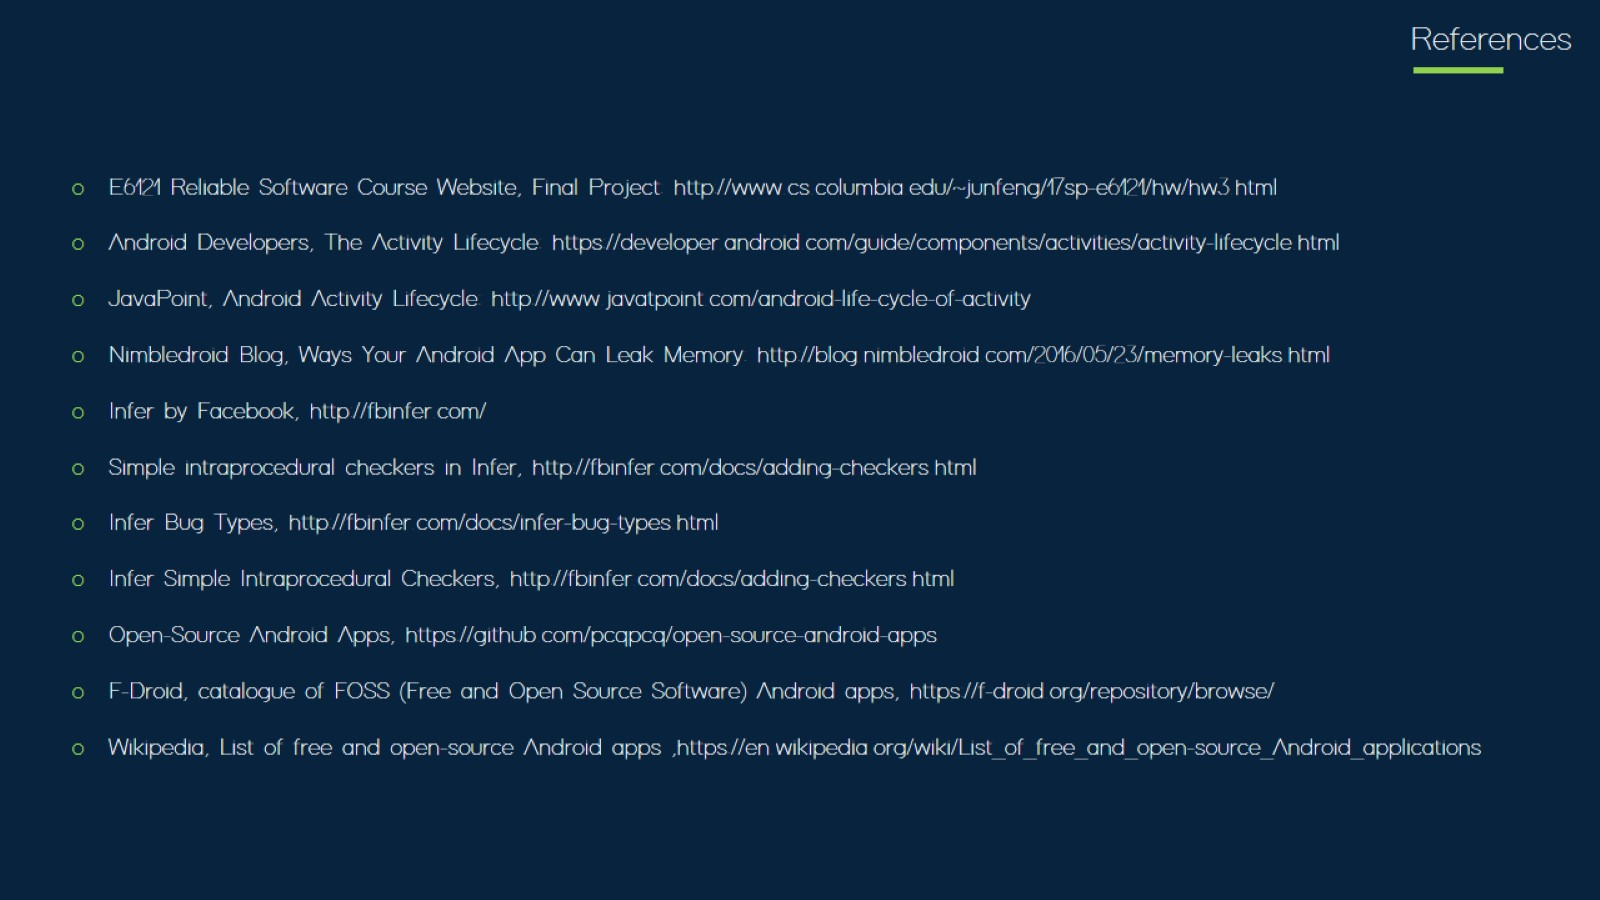 References
E6121 Reliable Software Course Website, Final Project: http://www.cs.columbia.edu/~junfeng/17sp-e6121/hw/hw3.html
Android Developers, The Activity Lifecycle: https://developer.android.com/guide/components/activities/activity-lifecycle.html
JavaPoint, Android Activity Lifecycle: http://www.javatpoint.com/android-life-cycle-of-activity
Nimbledroid Blog, Ways Your Android App Can Leak Memory: http://blog.nimbledroid.com/2016/05/23/memory-leaks.html
Infer by Facebook, http://fbinfer.com/
Simple intraprocedural checkers in Infer, http://fbinfer.com/docs/adding-checkers.html
Infer Bug Types, http://fbinfer.com/docs/infer-bug-types.html
Infer Simple Intraprocedural Checkers, http://fbinfer.com/docs/adding-checkers.html
Open-Source Android Apps, https://github.com/pcqpcq/open-source-android-apps
F-Droid, catalogue of FOSS (Free and Open Source Software) Android apps, https://f-droid.org/repository/browse/
Wikipedia, List of free and open-source Android apps ,https://en.wikipedia.org/wiki/List_of_free_and_open-source_Android_applications